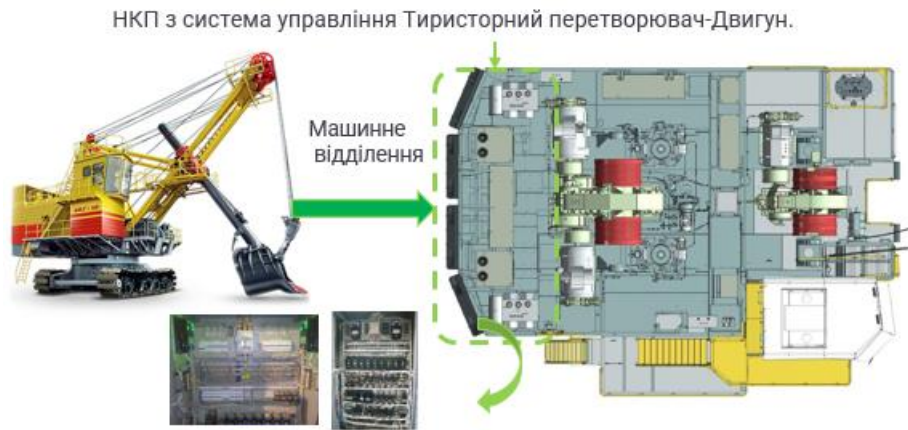 НКП з система управління Тиристорний перетворювач-Двигун.
Машинне
відділення